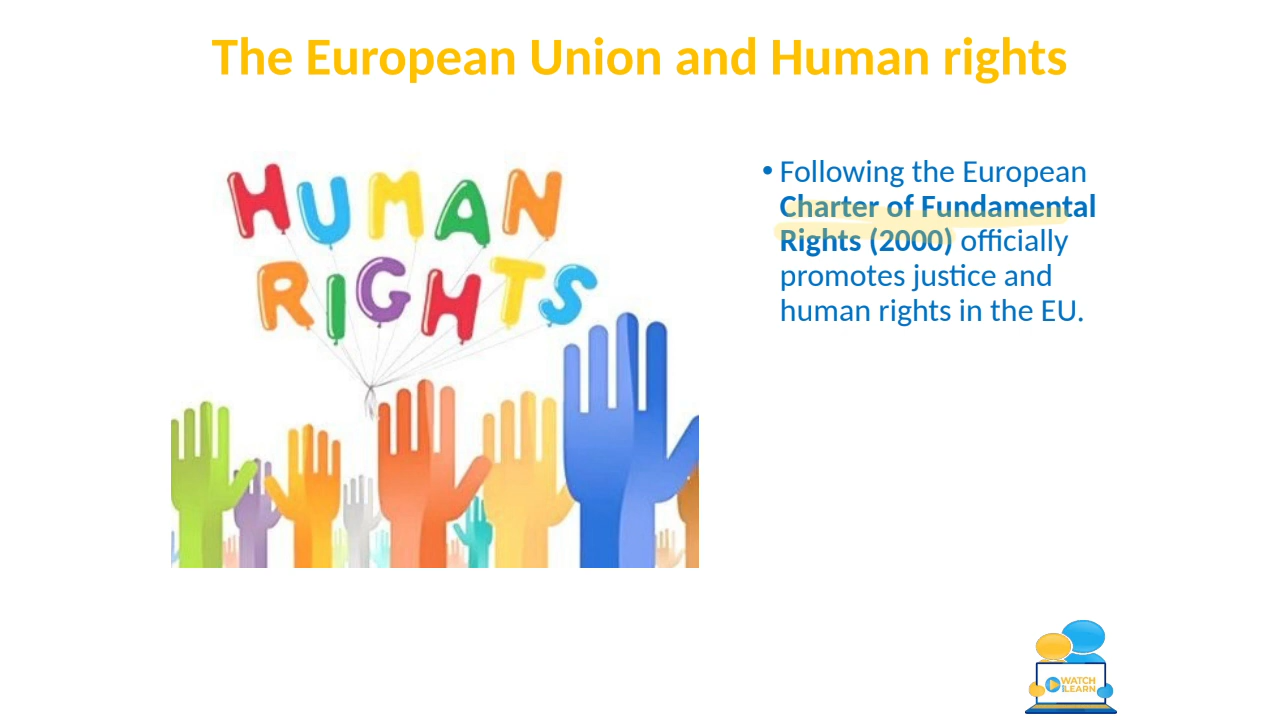 The European Union and Human rights
HUMAN
RIGHTS
• Following the European
Charter of Fundamental
Rights (2000) officially
promotes justice and
human rights in the EU.
WATCH
AND LEARN